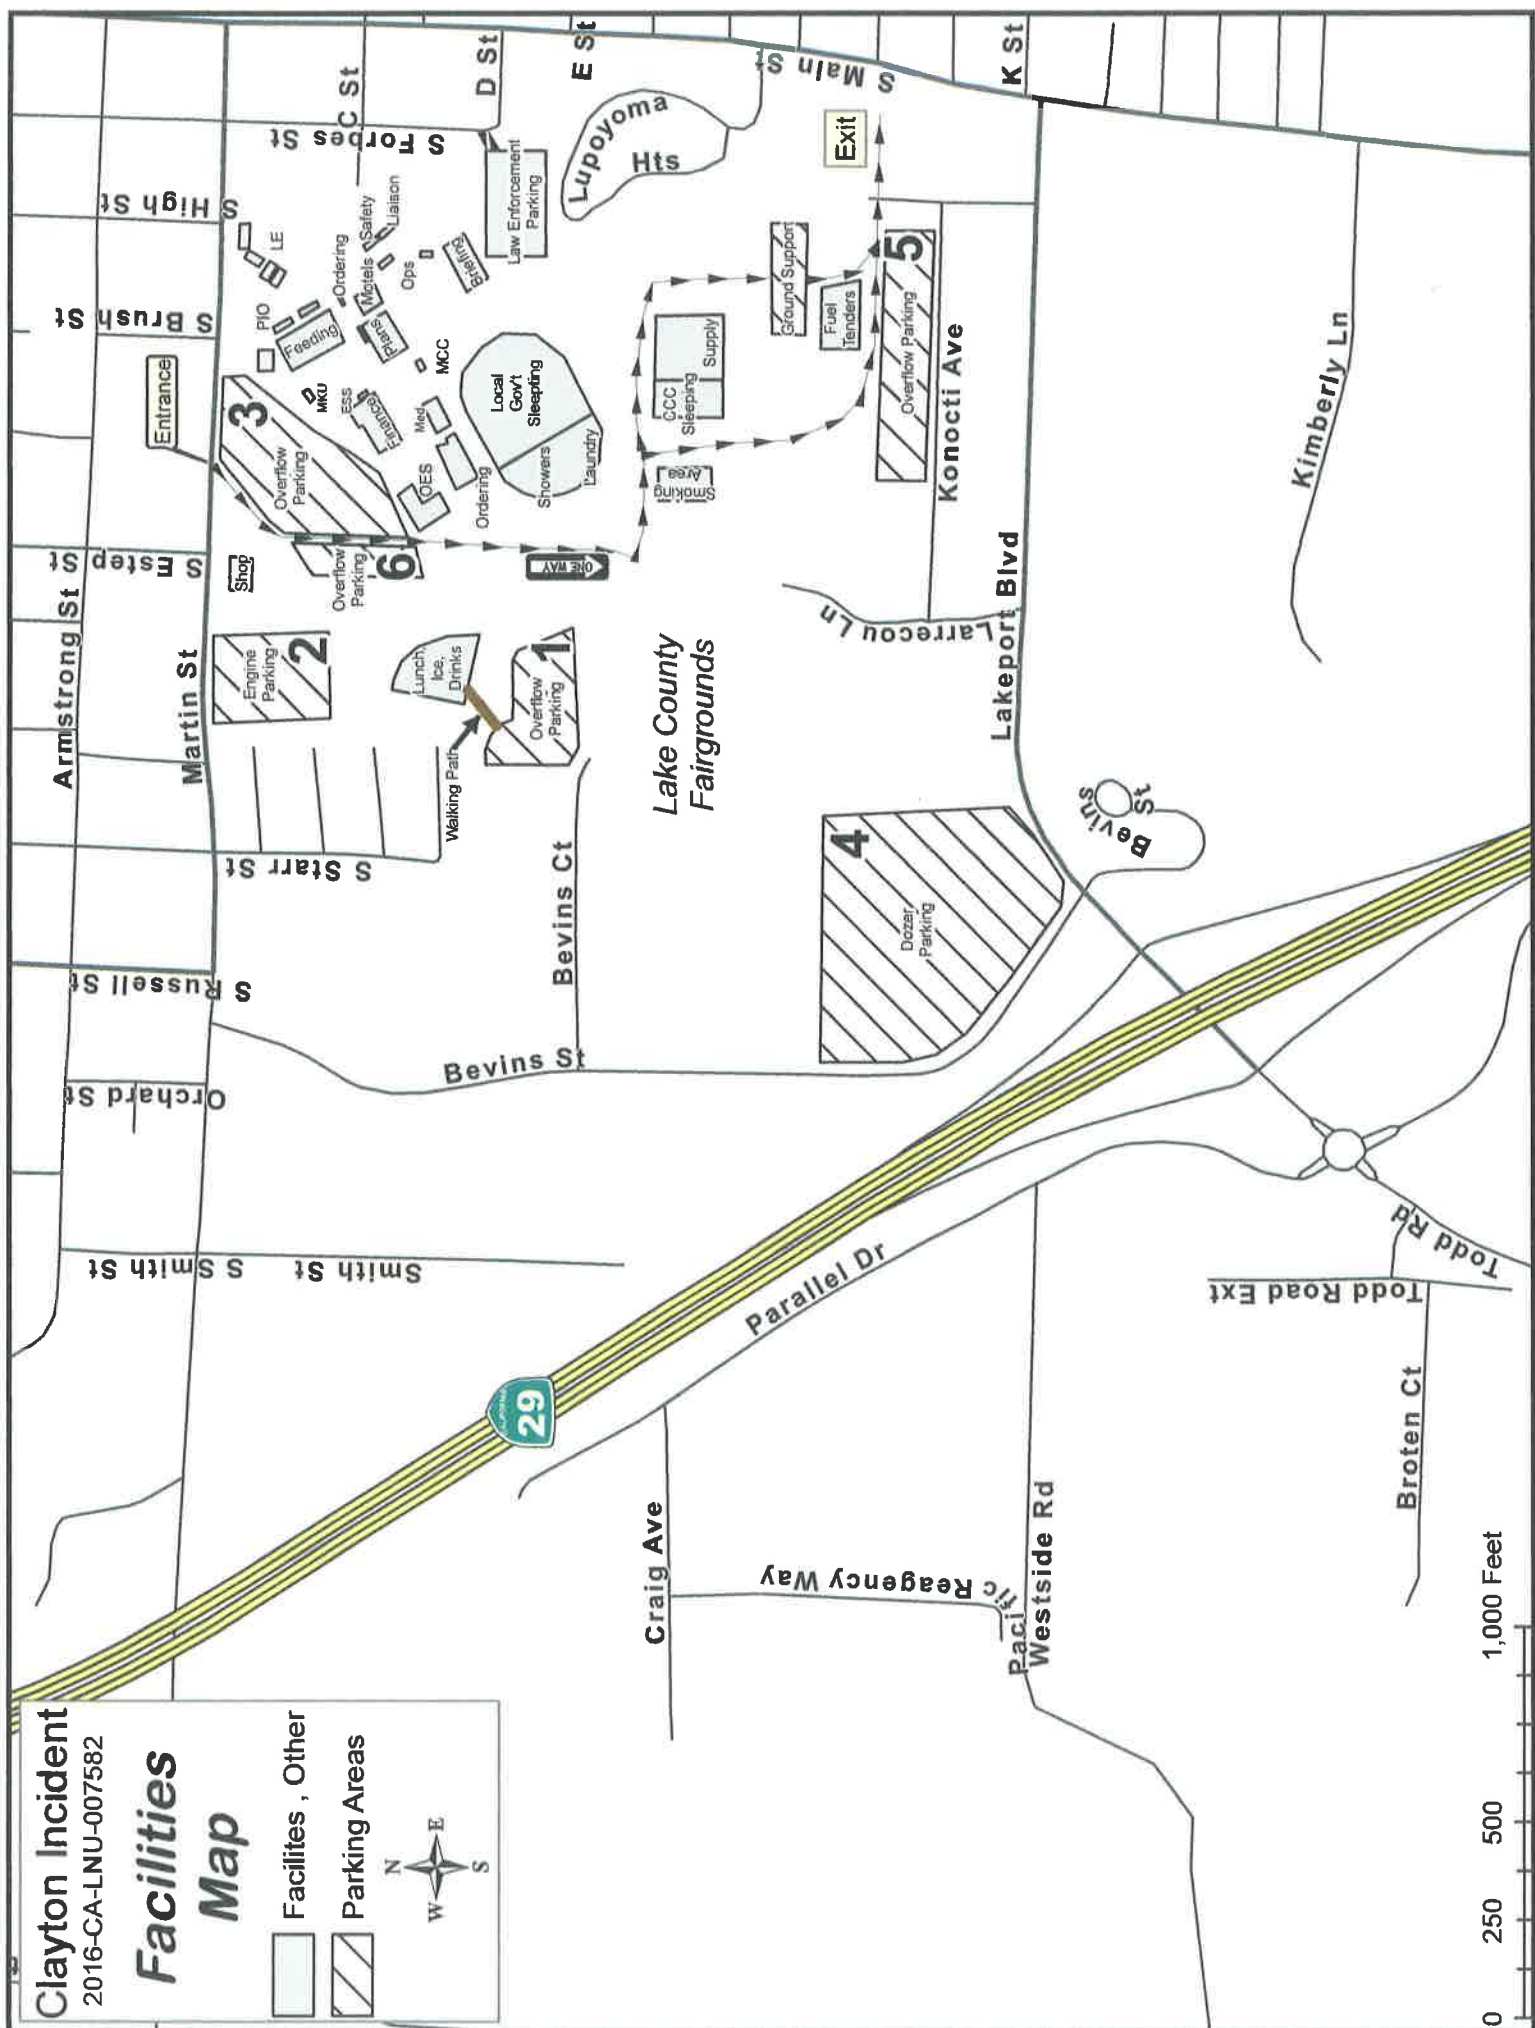 Clayton Incident
2016-CA-LNU-007582
Facilities
Map
Facilites , Other
Parking Areas
N
W
E
S
0
250
500
1,000 Feet
29
Armstrong St
Martin St
S Smith St
Smith St
Orchard St
S Russell St
S Starr St
S Estep St
S Brush St
S High St
S Forbes St
C St
D St
E St
K St
S Main St
Lupoyoma
Hts
Bevins St
Bevins Ct
Bevins
St
Parallel Dr
Craig Ave
Reagency Way
Pacific
Westside Rd
Broten Ct
Todd Road Ext
Todd Rd
Lakeport Blvd
Larrecou Ln
Konocti Ave
Kimberly Ln
Lake County
Fairgrounds
Entrance
Exit
ONE WAY
Shop
Engine
Parking
2
Overflow
Parking
3
Overflow
Parking
6
Lunch,
Ice,
Drinks
Walking Path
Overflow
Parking
1
Dozer
Parking
4
Overflow Parking
5
LE
PIO
Feeding
Ordering
Motels
Safety
Liaison
Plans
Ops
Briefing
Law Enforcement
Parking
MKU
ESS
Finance
MCC
Med
OES
Ordering
Local
Gov't
Sleepting
Showers
Laundry
Smoking
Area
CCC
Sleeping
Supply
Ground Support
Fuel
Tenders